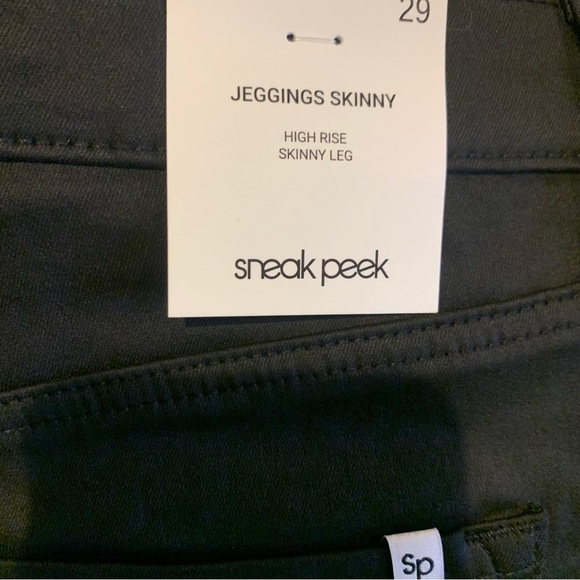 29
JEGGINGS SKINNY
HIGH RISE
SKINNY LEG
sneak peek
sp